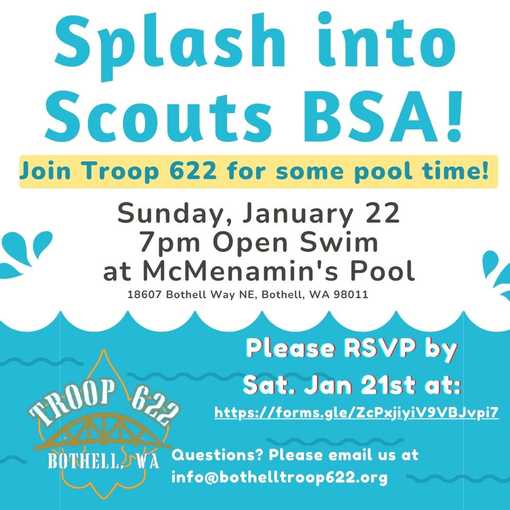 Splash into
Scouts BSA!
Join Troop 622 for some pool time!
Sunday, January 22
7pm Open Swim
at McMenamin's Pool
18607 Bothell Way NE, Bothell, WA 98011
Please RSVP by
Sat. Jan 21st at:
https://forms.gle/ZcPxjiyiV9VBJvpi7
TROOP 622
BOTHELL, WA
Questions? Please email us at
info@bothelltroop622.org